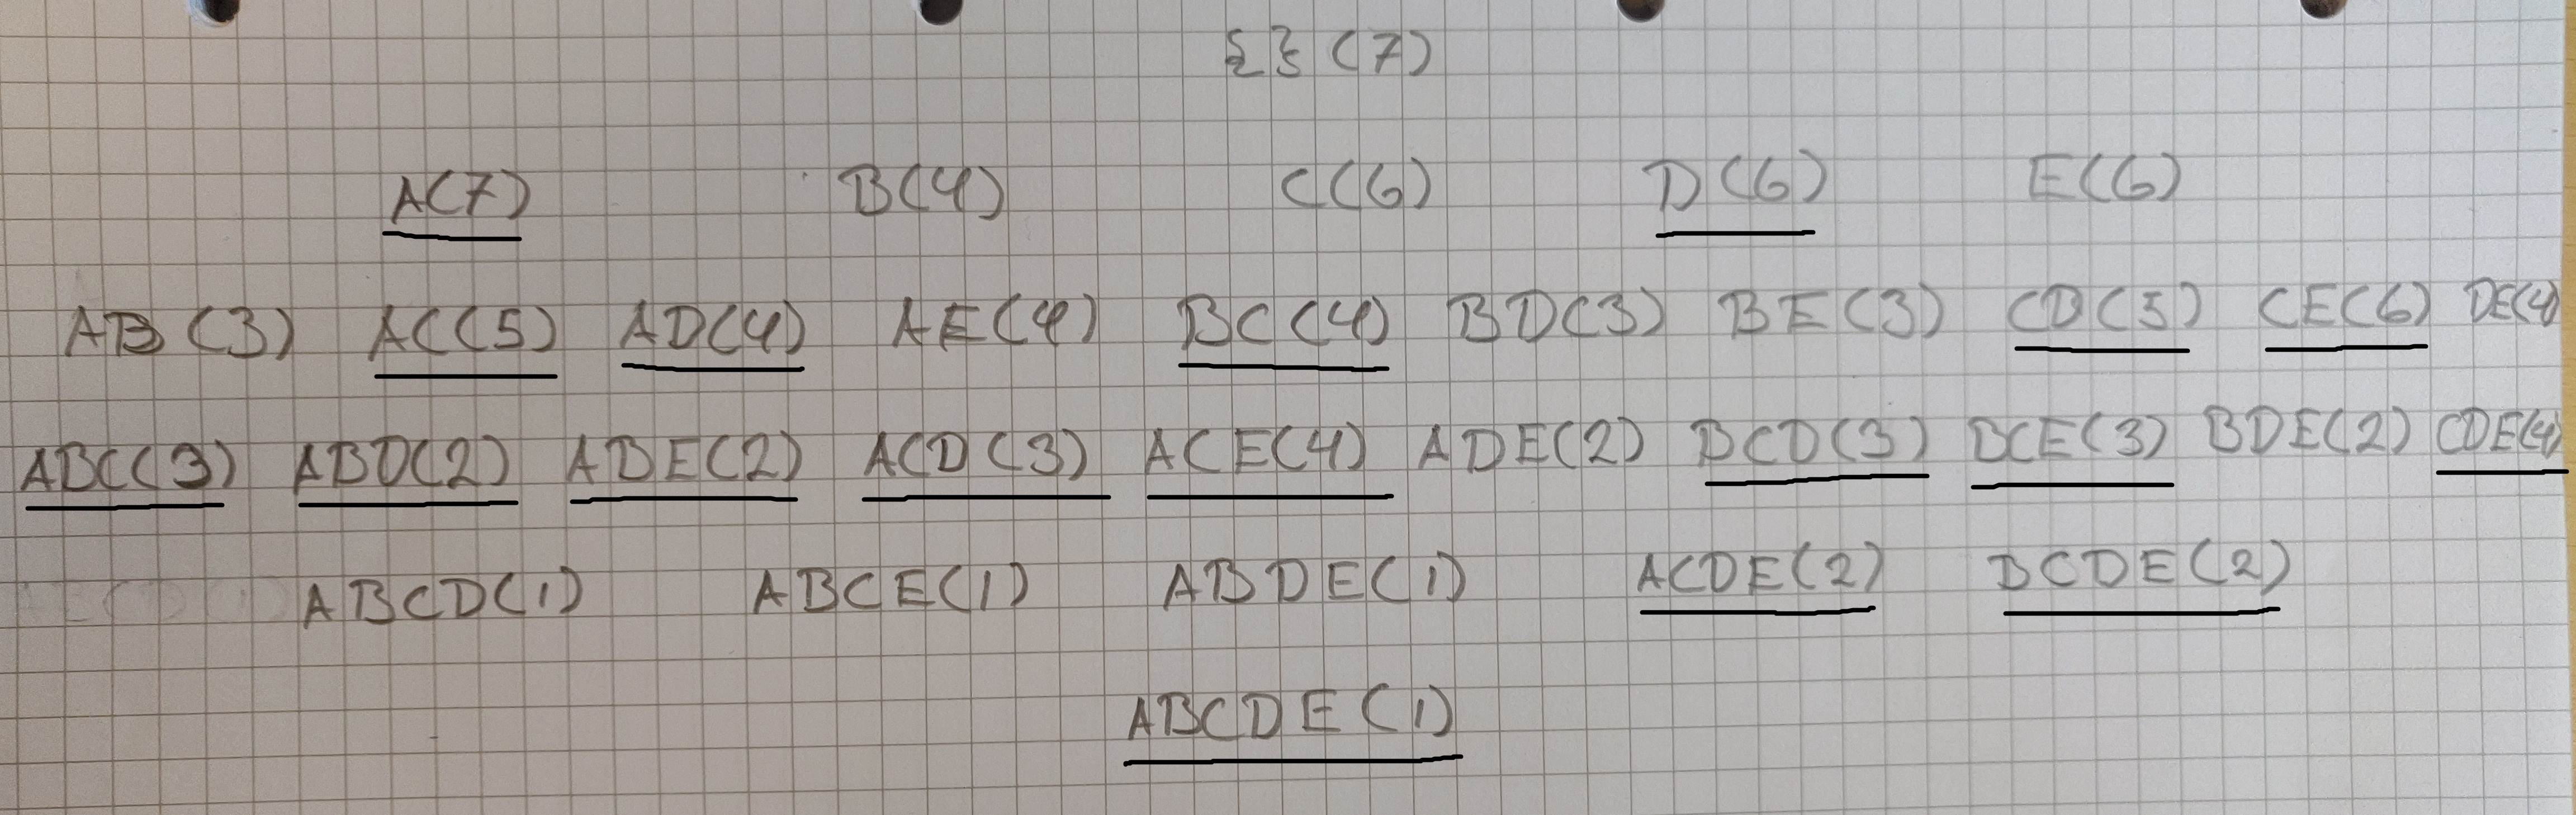 {} (7)
A(7) B(4) C(6) D(6) E(6)
AB(3) AC(5) AD(4) AE(4) BC(4) BD(3) BE(3) CD(5) CE(6) DE(4)
ABC(3) ABD(2) ABE(2) ACD(3) ACE(4) ADE(2) BCD(3) BCE(3) BDE(2) CDE(4)
ABCD(1) ABCE(1) ABDE(1) ACDE(2) BCDE(2)
ABCDE(1)